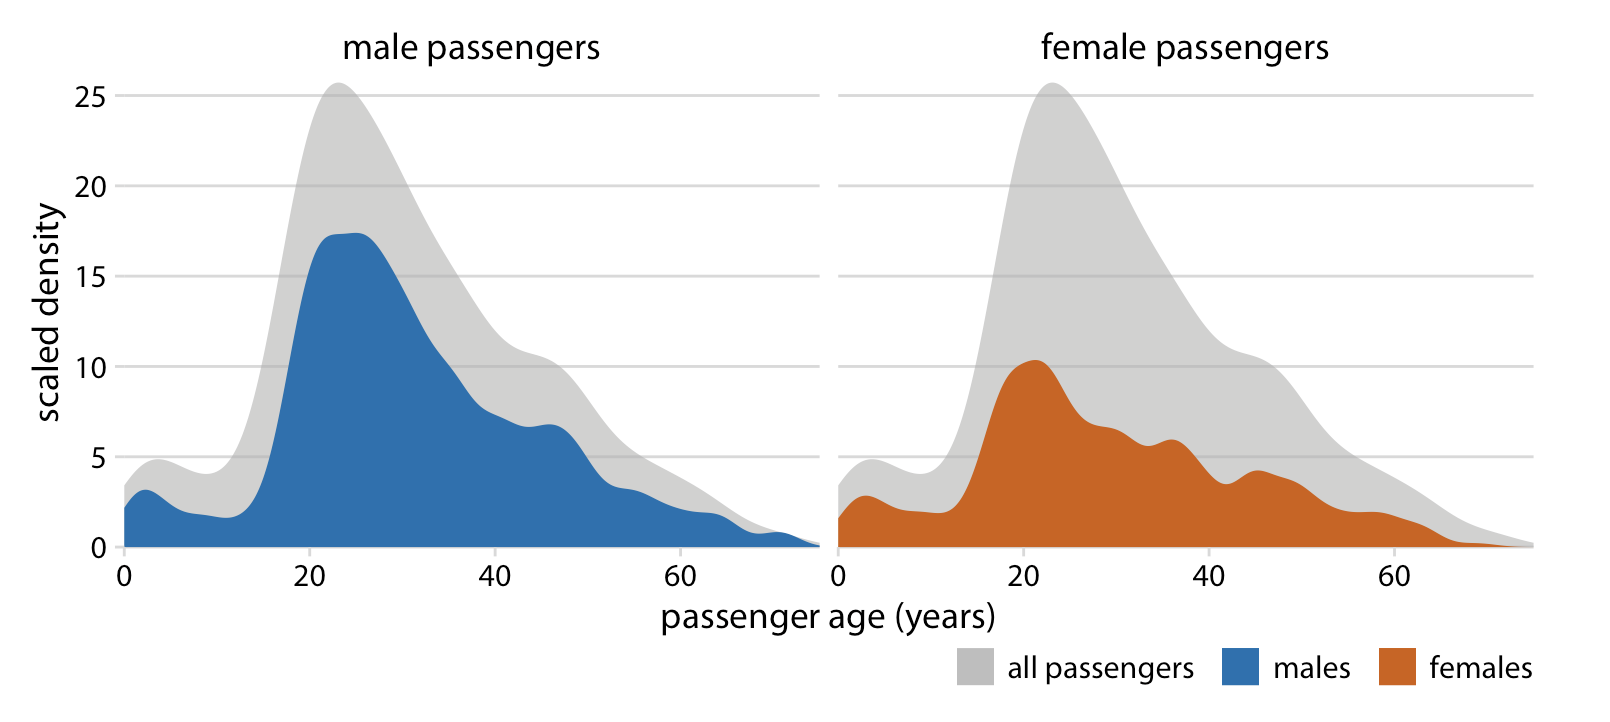 male passengers
female passengers
scaled density
25
20
15
10
5
0
0 20 40 60
0 20 40 60
passenger age (years)
all passengers males females